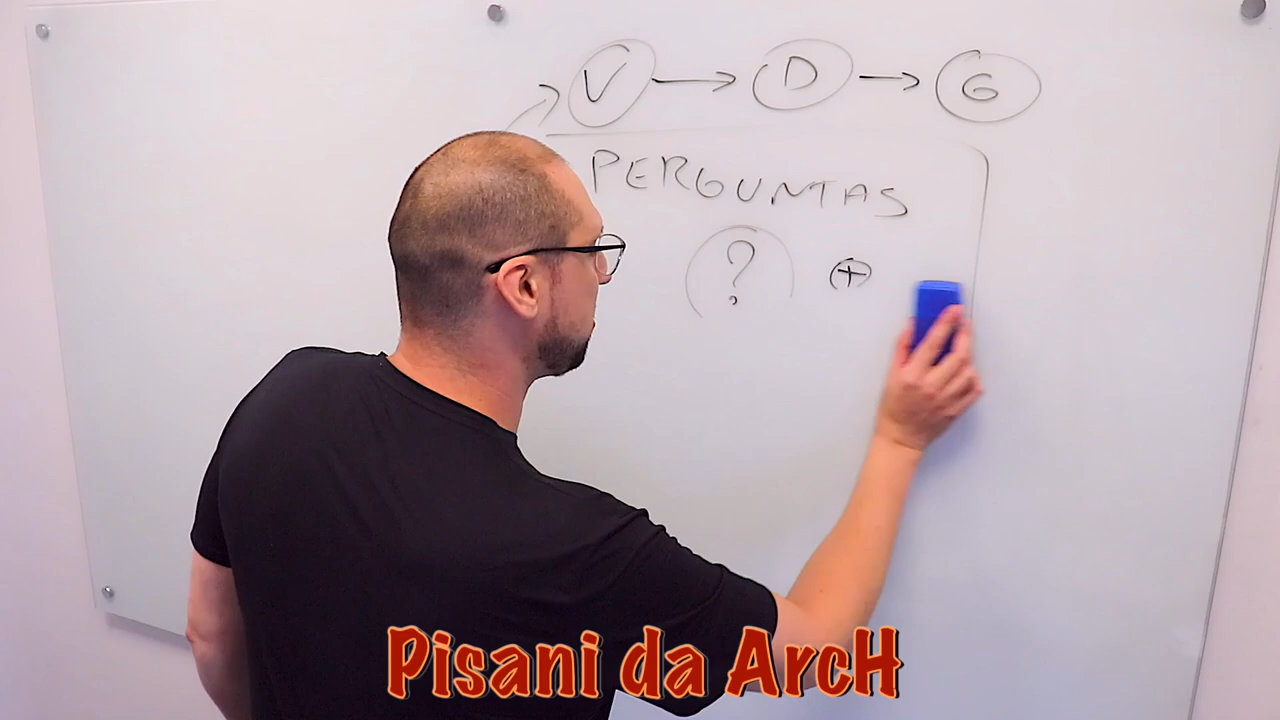 V → D → G
PERGUNTAS
? +
Pisani da ArcH